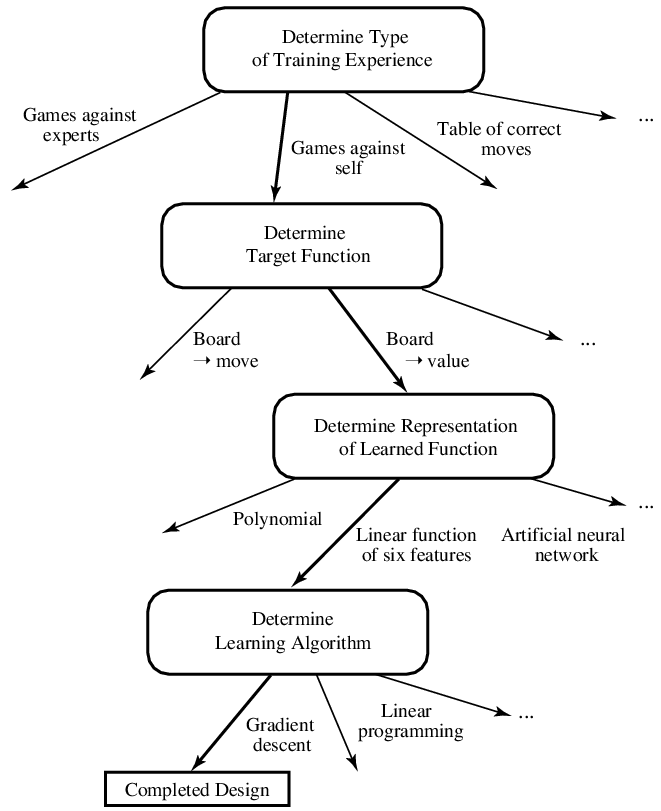 Determine Type
of Training Experience
Games against
experts
Games against
self
Table of correct
moves
...
Determine
Target Function
Board
→ move
Board
→ value
...
Determine Representation
of Learned Function
Polynomial
Linear function
of six features
Artificial neural
network
...
Determine
Learning Algorithm
Gradient
descent
Linear
programming
...
Completed Design